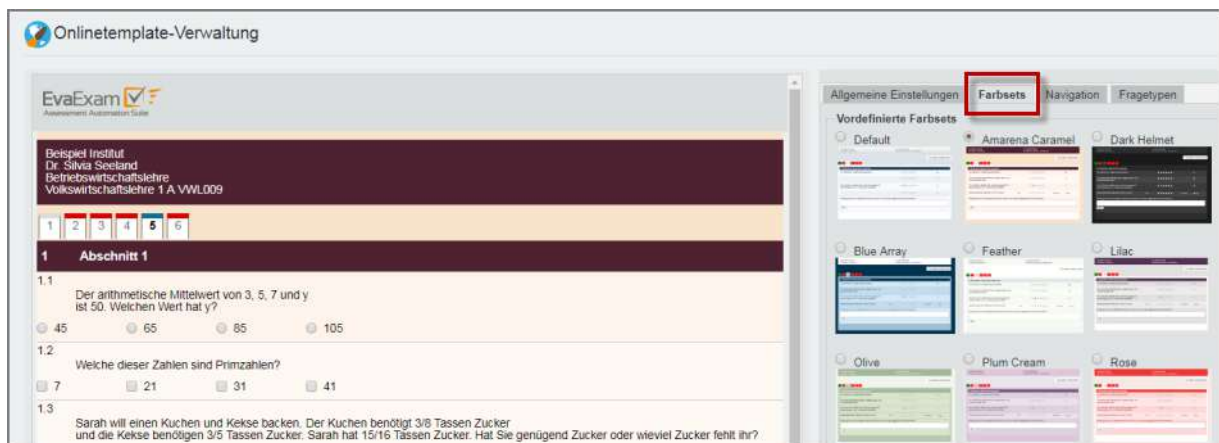 Onlinetemplate-Verwaltung
EvaExam
Assessment Automation Suite
Beispiel Institut
Dr. Silvia Seeland
Betriebswirtschaftslehre
Volkswirtschaftslehre 1 A VWL009
1 2 3 4 5 6
1 Abschnitt 1
1.1
Der arithmetische Mittelwert von 3, 5, 7 und y
ist 50. Welchen Wert hat y?
45 65 85 105
1.2
Welche dieser Zahlen sind Primzahlen?
7 21 31 41
1.3
Sarah will einen Kuchen und Kekse backen. Der Kuchen benötigt 3/8 Tassen Zucker
und die Kekse benötigen 3/5 Tassen Zucker. Sarah hat 15/16 Tassen Zucker. Hat Sie genügend Zucker oder wieviel Zucker fehlt ihr?
Allgemeine Einstellungen Farbsets Navigation Fragetypen
Vordefinierte Farbsets
Default Amarena Caramel Dark Helmet
Blue Array Feather Lilac
Olive Plum Cream Rose